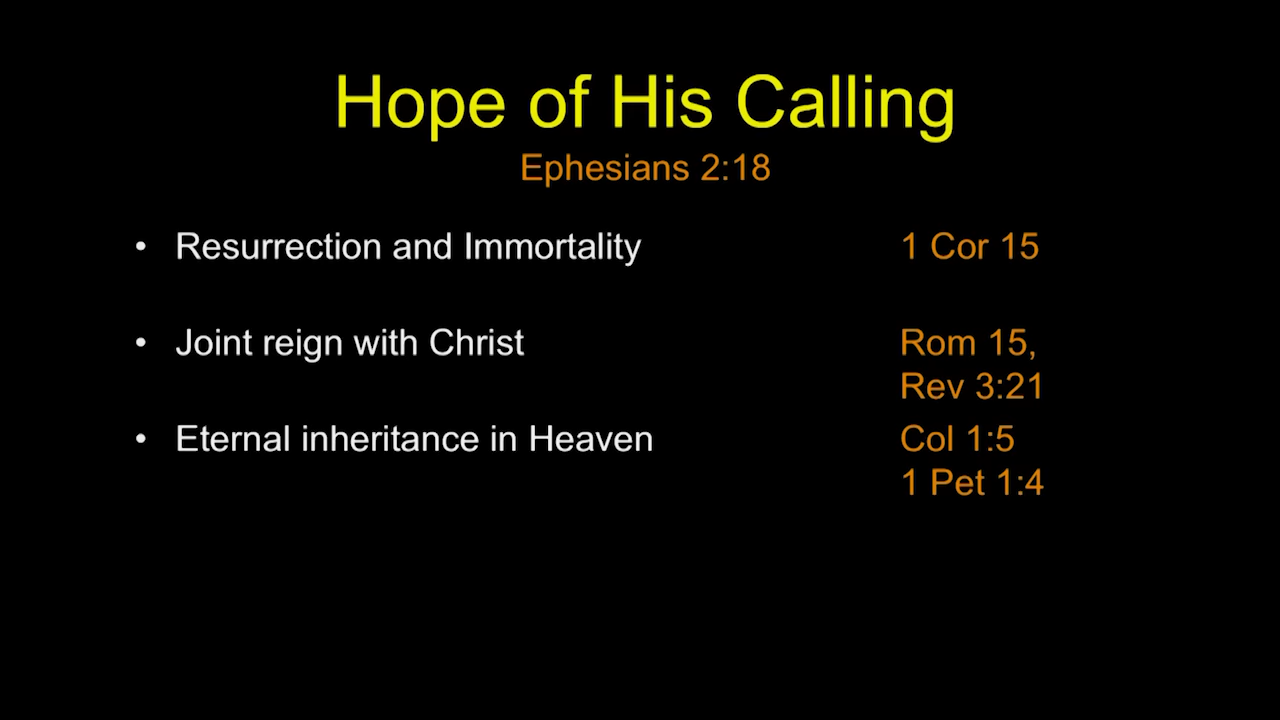 Hope of His Calling
Ephesians 2:18
• Resurrection and Immortality 1 Cor 15
• Joint reign with Christ Rom 15,
Rev 3:21
• Eternal inheritance in Heaven Col 1:5
1 Pet 1:4